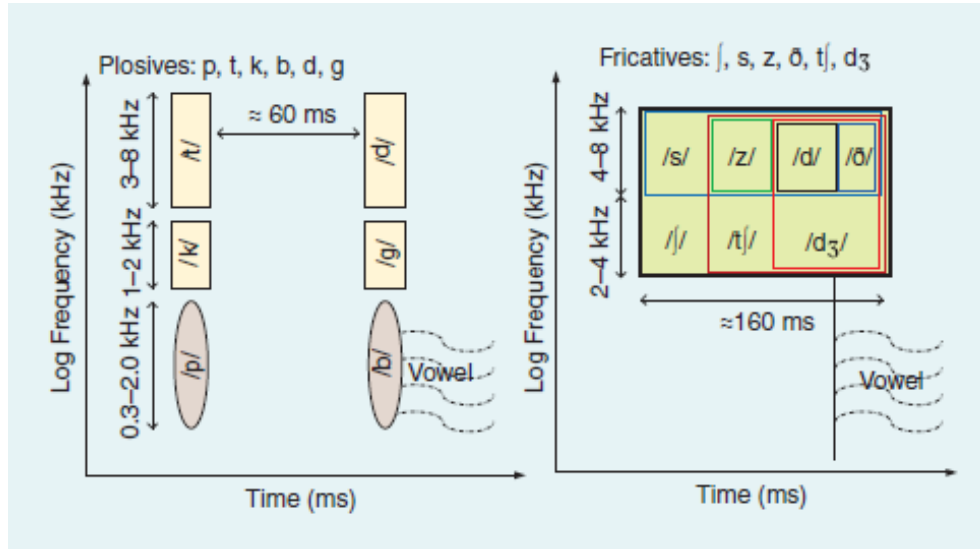 Plosives: p, t, k, b, d, g
Log Frequency (kHz)
3–8 kHz
1–2 kHz
0.3–2.0 kHz
/t/
≈ 60 ms
/d/
/k/
/g/
/p/
/b/
Vowel
Time (ms)
Fricatives: ʃ, s, z, ð, tʃ, dʒ
Log Frequency (kHz)
4–8 kHz
2–4 kHz
/s/
/z/
/d/
/ð/
/ʃ/
/tʃ/
/dʒ/
≈160 ms
Vowel
Time (ms)